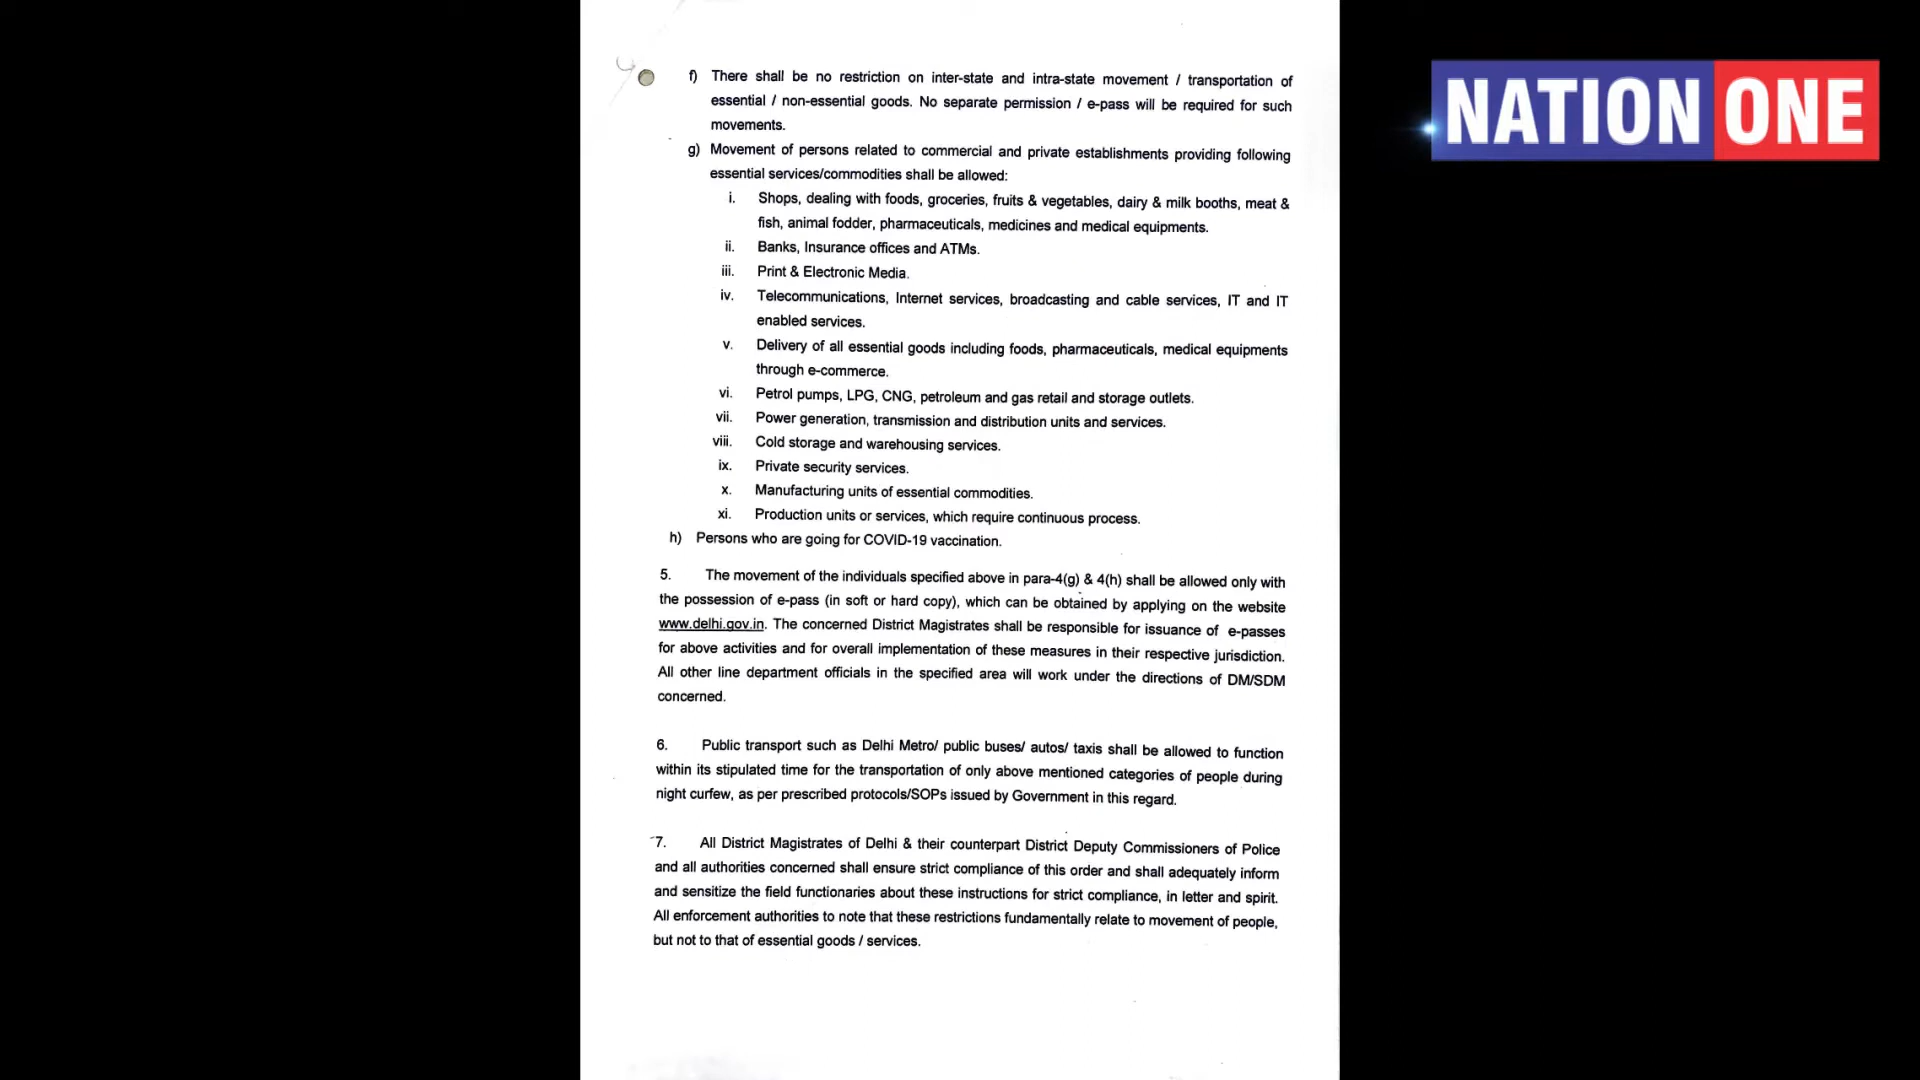 NATION ONE
f) There shall be no restriction on inter-state and intra-state movement / transportation of
essential / non-essential goods. No separate permission / e-pass will be required for such
movements.
g) Movement of persons related to commercial and private establishments providing following
essential services/commodities shall be allowed:
i. Shops, dealing with foods, groceries, fruits & vegetables, dairy & milk booths, meat &
fish, animal fodder, pharmaceuticals, medicines and medical equipments.
ii. Banks, Insurance offices and ATMs.
iii. Print & Electronic Media.
iv. Telecommunications, Internet services, broadcasting and cable services, IT and IT
enabled services.
v. Delivery of all essential goods including foods, pharmaceuticals, medical equipments
through e-commerce.
vi. Petrol pumps, LPG, CNG, petroleum and gas retail and storage outlets.
vii. Power generation, transmission and distribution units and services.
viii. Cold storage and warehousing services.
ix. Private security services.
x. Manufacturing units of essential commodities.
xi. Production units or services, which require continuous process.
h) Persons who are going for COVID-19 vaccination.
5. The movement of the individuals specified above in para-4(g) & 4(h) shall be allowed only with
the possession of e-pass (in soft or hard copy), which can be obtained by applying on the website
www.delhi.gov.in. The concerned District Magistrates shall be responsible for issuance of e-passes
for above activities and for overall implementation of these measures in their respective jurisdiction.
All other line department officials in the specified area will work under the directions of DM/SDM
concerned.
6. Public transport such as Delhi Metro/ public buses/ autos/ taxis shall be allowed to function
within its stipulated time for the transportation of only above mentioned categories of people during
night curfew, as per prescribed protocols/SOPs issued by Government in this regard.
7. All District Magistrates of Delhi & their counterpart District Deputy Commissioners of Police
and all authorities concerned shall ensure strict compliance of this order and shall adequately inform
and sensitize the field functionaries about these instructions for strict compliance, in letter and spirit.
All enforcement authorities to note that these restrictions fundamentally relate to movement of people,
but not to that of essential goods / services.